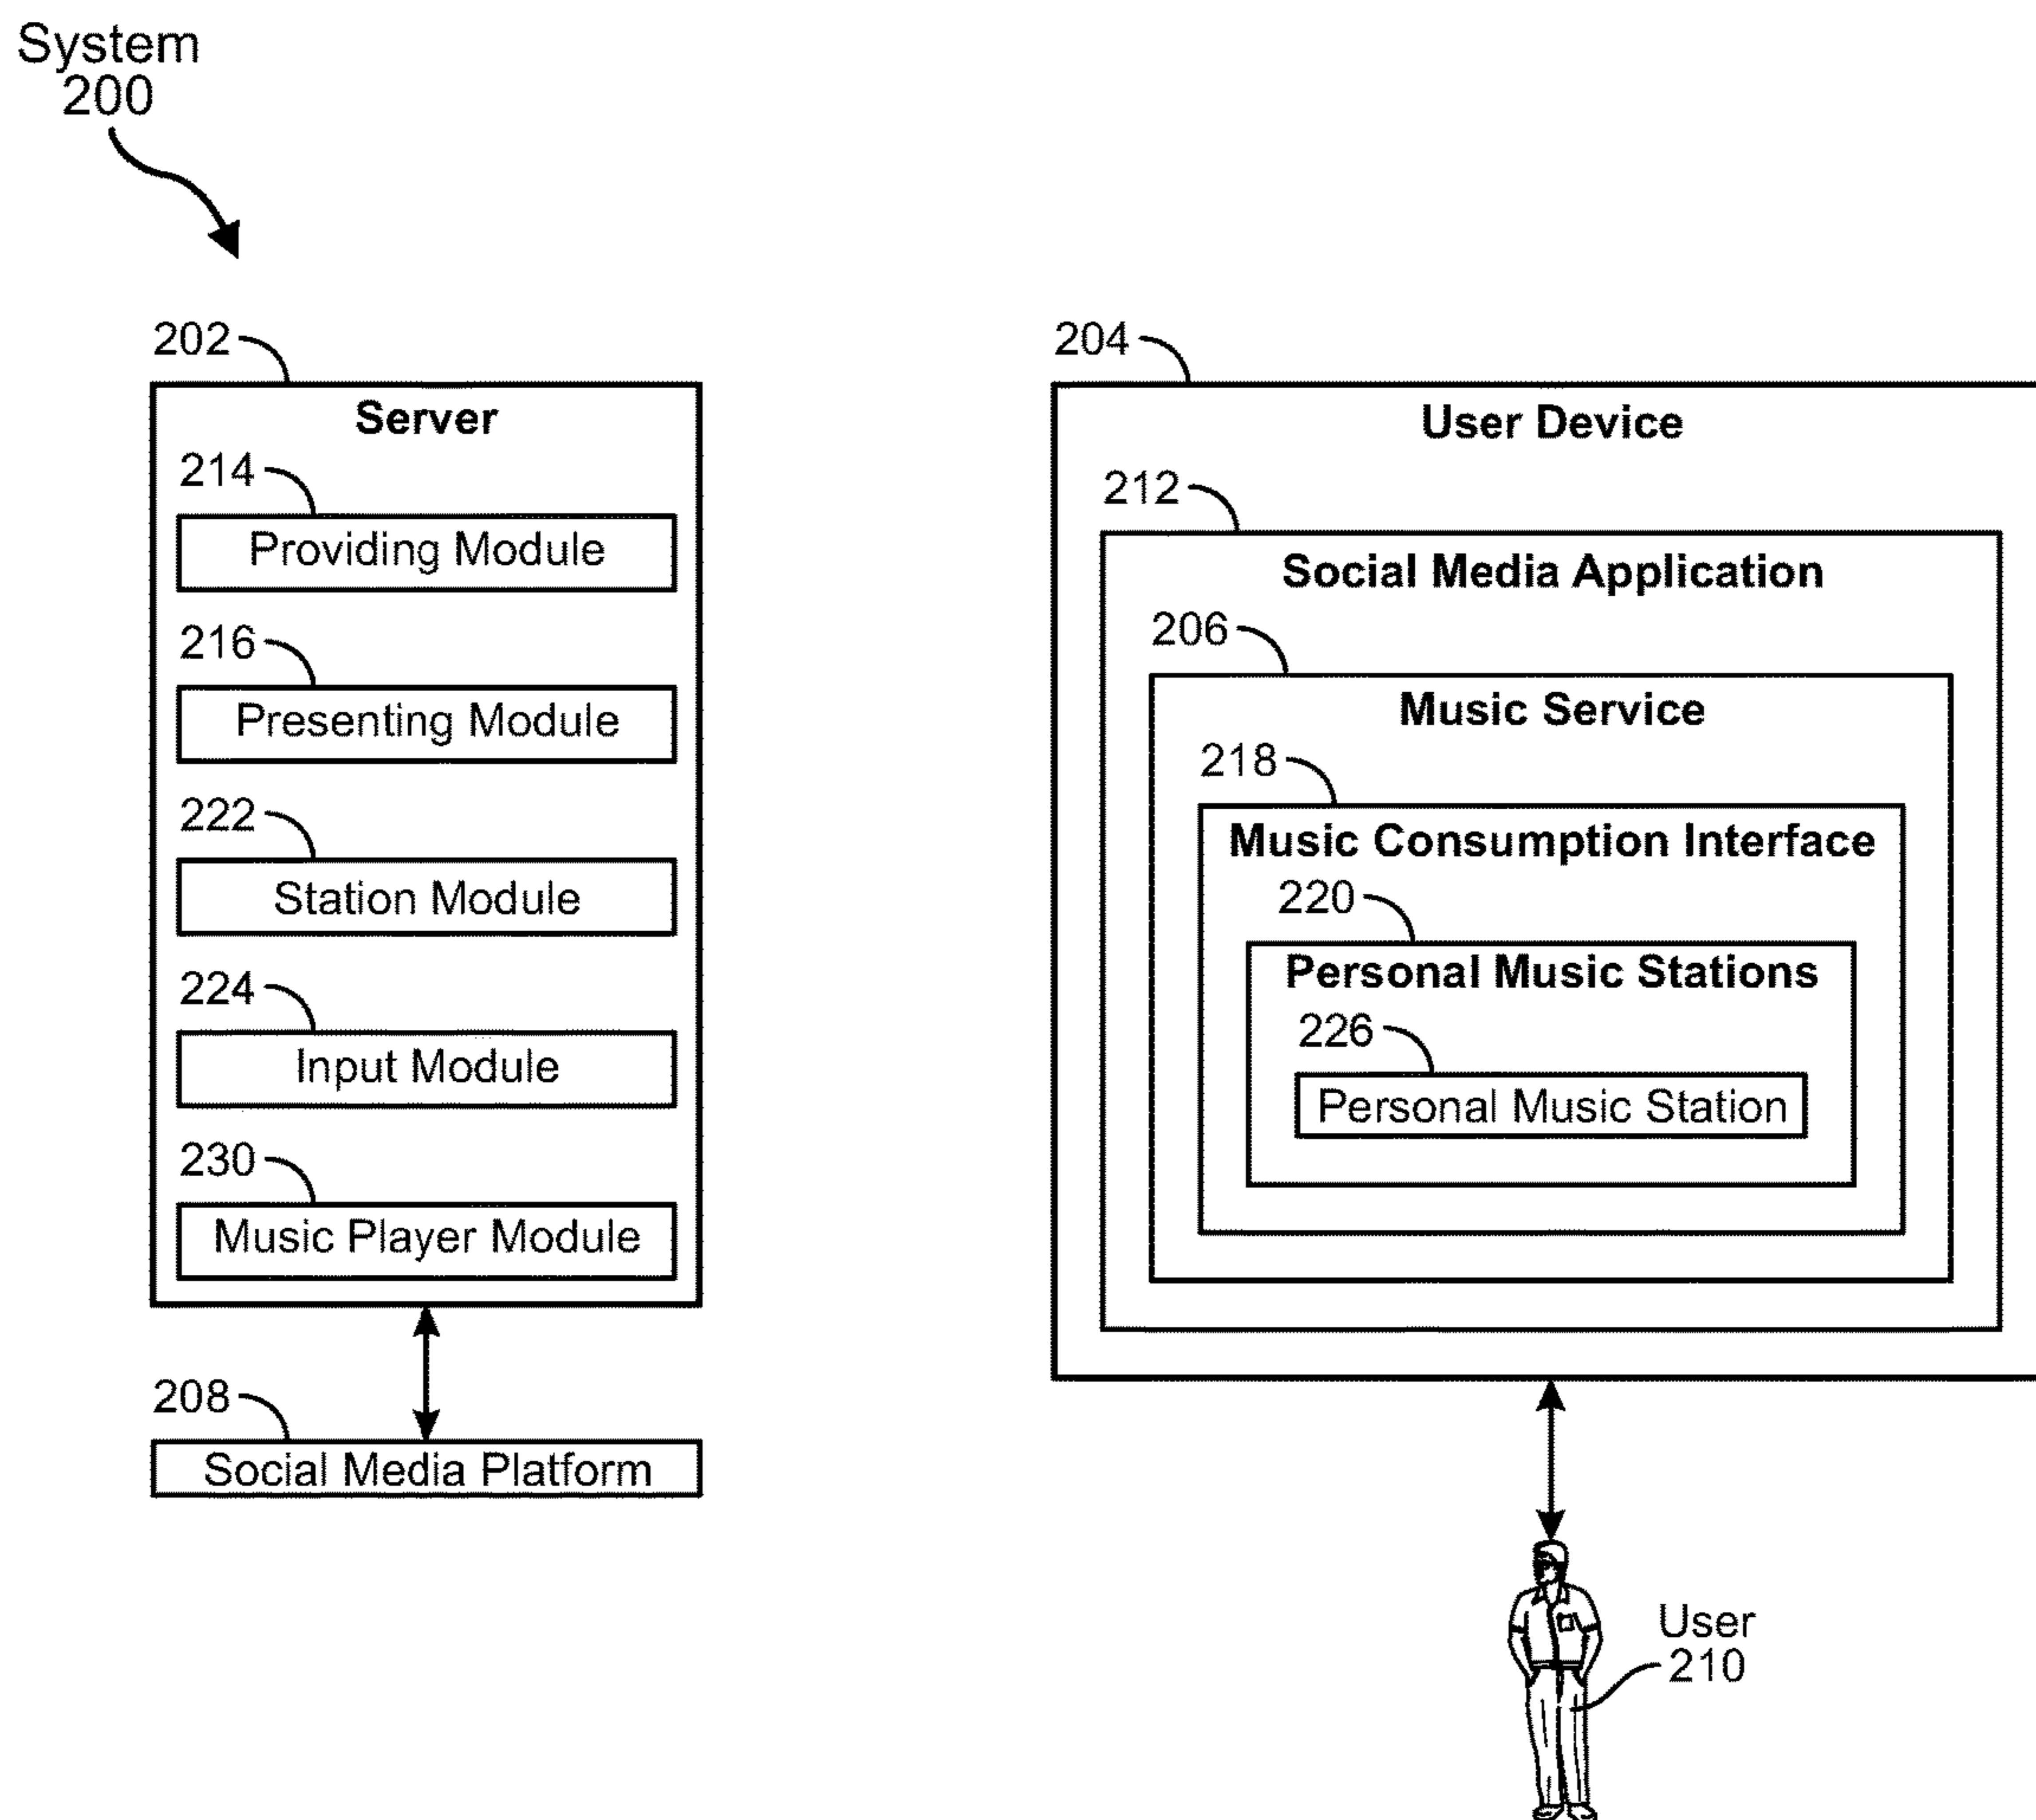 System
200
202
Server
214
Providing Module
216
Presenting Module
222
Station Module
224
Input Module
230
Music Player Module
208
Social Media Platform
204
User Device
212
Social Media Application
206
Music Service
218
Music Consumption Interface
220
Personal Music Stations
226
Personal Music Station
User
210